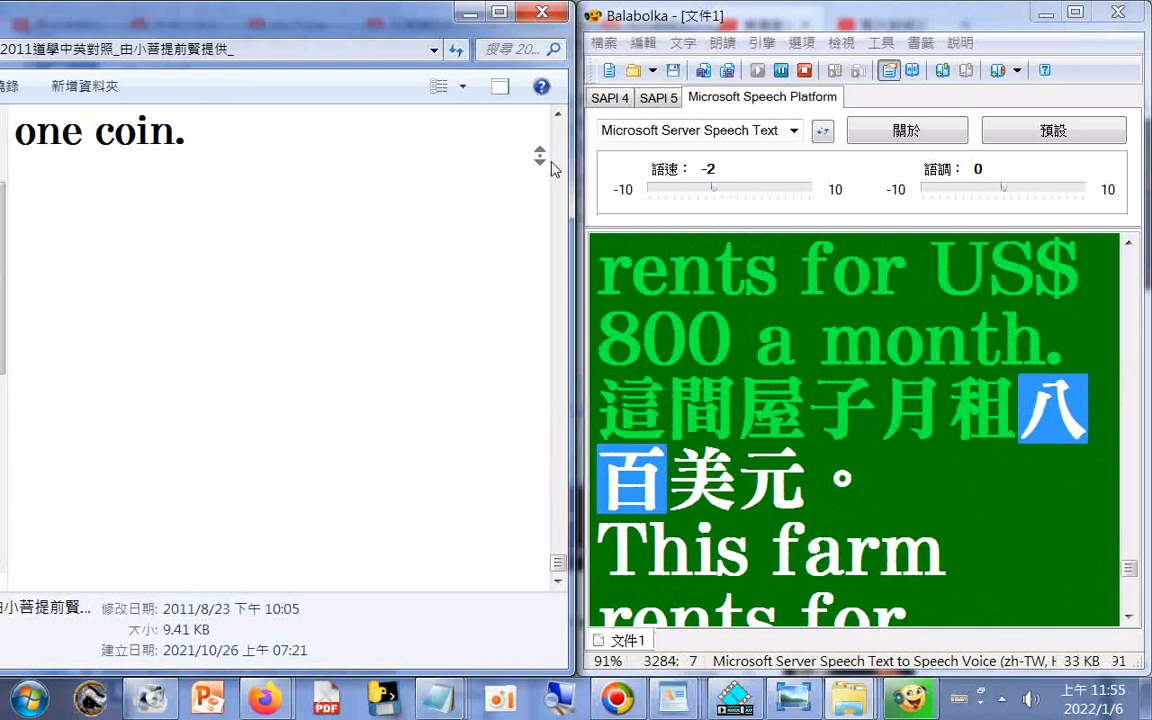 2011道學中英對照_由小菩提前賢提供_
搜尋 20...
燒錄
新增資料夾
one coin.
由小菩提前賢...
修改日期: 2011/8/23 下午 10:05
大小: 9.41 KB
建立日期: 2021/10/26 上午 07:21
Balabolka - [文件1]
檔案 編輯 文字 朗讀 引擎 選項 檢視 工具 書籤 說明
SAPI 4 SAPI 5 Microsoft Speech Platform
Microsoft Server Speech Text
關於
預設
語速： -2
語調： 0
-10 10 -10 10
rents for US$
800 a month.
這間屋子月租八
百美元。
This farm
rents for
文件1
91% 3284: 7 Microsoft Server Speech Text to Speech Voice (zh-TW, H 33 KB 91
PDF
上午 11:55
2022/1/6